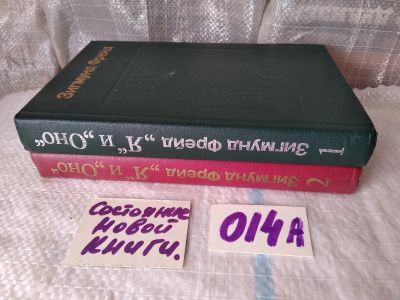 Зигмунд Фрейд
Зигмунд Фрейд „Я“ и „Оно“
2 Зигмунд Фрейд „Я“ и „Оно“
Состояние
новой
книги.
014А